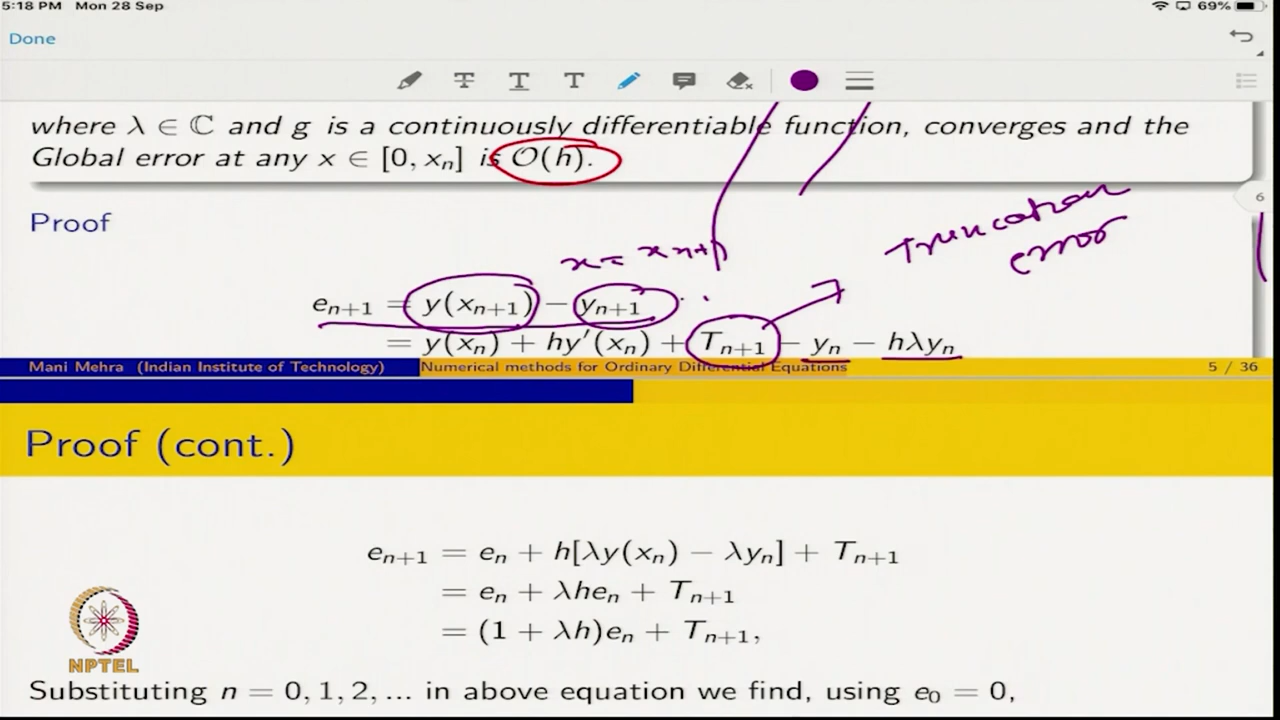 5:18 PM Mon 28 Sep
69%
Done
T T T
where λ ∈ ℂ and g is a continuously differentiable function, converges and the
Global error at any x ∈ [0, xₙ] is 𝒪(h).
6
Proof
Truncation
error
x = xₙ₊₁
eₙ₊₁ = y(xₙ₊₁) − yₙ₊₁
= y(xₙ) + hy′(xₙ) + Tₙ₊₁ − yₙ − hλyₙ
Mani Mehra (Indian Institute of Technology) Numerical methods for Ordinary Differential Equations 5 / 36
Proof (cont.)
eₙ₊₁ = eₙ + h[λy(xₙ) − λyₙ] + Tₙ₊₁
= eₙ + λheₙ + Tₙ₊₁
= (1 + λh)eₙ + Tₙ₊₁,
NPTEL
Substituting n = 0, 1, 2, ... in above equation we find, using e₀ = 0,